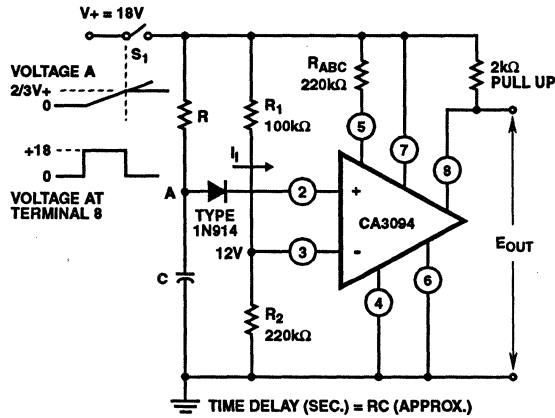 V+ = 18V
S1
VOLTAGE A
2/3V+
0
+18
0
VOLTAGE AT
TERMINAL 8
R
R1
100kΩ
RABC
220kΩ
2kΩ
PULL UP
I1
A
TYPE
1N914
12V
C
R2
220kΩ
5
7
8
2
+
3
-
CA3094
4
6
EOUT
TIME DELAY (SEC.) = RC (APPROX.)